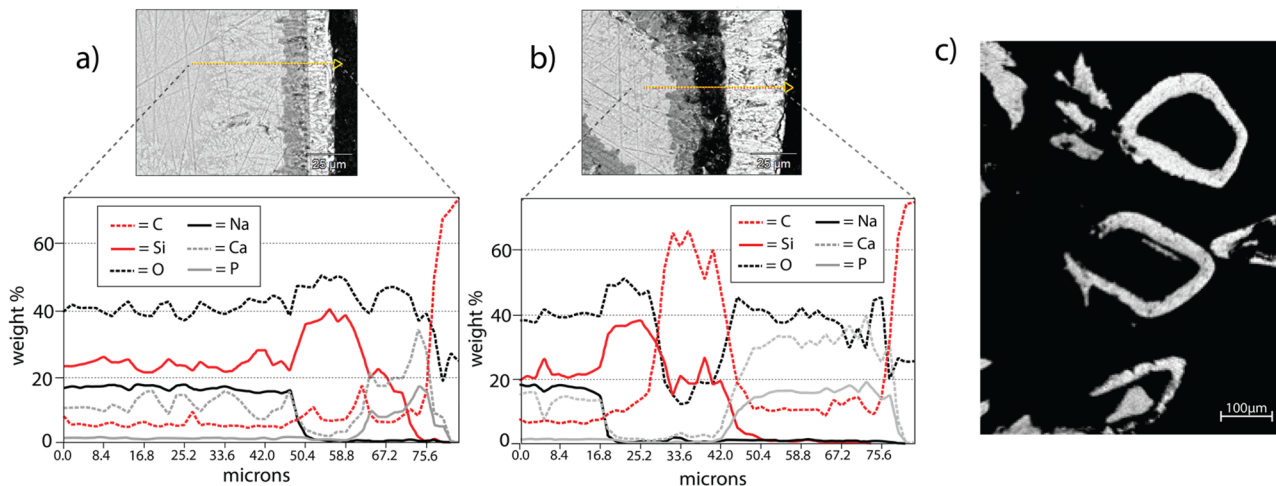 a)
25 μm
60
40
20
0
weight %
= C
= Na
= Si
= Ca
= O
= P
0.0 8.4 16.8 25.2 33.6 42.0 50.4 58.8 67.2 75.6
microns
b)
25 μm
60
40
20
0
weight %
= C
= Na
= Si
= Ca
= O
= P
0.0 8.4 16.8 25.2 33.6 42.0 50.4 58.8 67.2 75.6
microns
c)
100μm